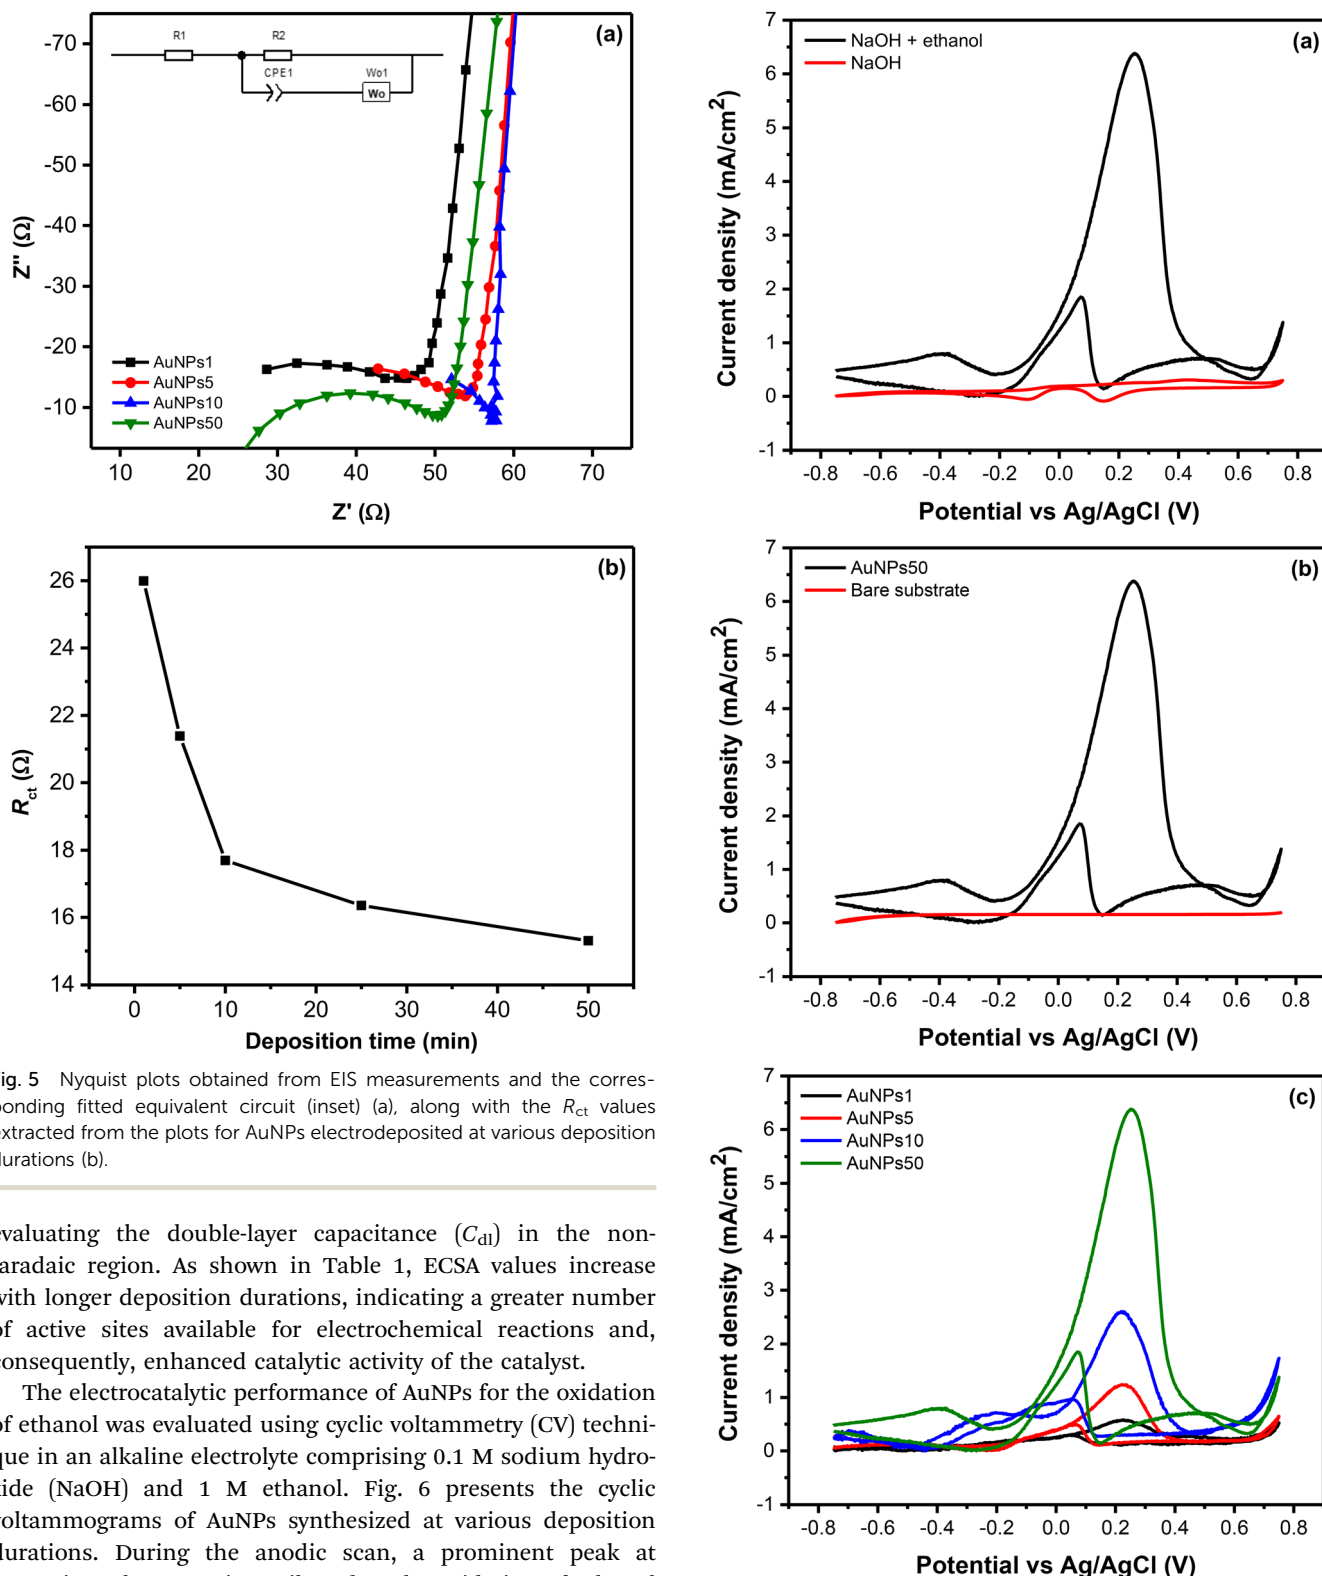 (a)
R1
R2
CPE1
Wo1
Wo
-70
-60
-50
-40
-30
-20
-10
Z'' (Ω)
AuNPs1
AuNPs5
AuNPs10
AuNPs50
10 20 30 40 50 60 70
Z' (Ω)
(b)
26
24
22
20
18
16
14
Rct (Ω)
0 10 20 30 40 50
Deposition time (min)
Fig. 5 Nyquist plots obtained from EIS measurements and the corres-
ponding fitted equivalent circuit (inset) (a), along with the Rct values
extracted from the plots for AuNPs electrodeposited at various deposition
durations (b).
evaluating the double-layer capacitance (Cdl) in the non-
faradaic region. As shown in Table 1, ECSA values increase
with longer deposition durations, indicating a greater number
of active sites available for electrochemical reactions and,
consequently, enhanced catalytic activity of the catalyst.
The electrocatalytic performance of AuNPs for the oxidation
of ethanol was evaluated using cyclic voltammetry (CV) techni-
que in an alkaline electrolyte comprising 0.1 M sodium hydro-
xide (NaOH) and 1 M ethanol. Fig. 6 presents the cyclic
voltammograms of AuNPs synthesized at various deposition
durations. During the anodic scan, a prominent peak at
(a)
NaOH + ethanol
NaOH
7
6
5
4
3
2
1
0
-1
Current density (mA/cm2)
-0.8 -0.6 -0.4 -0.2 0.0 0.2 0.4 0.6 0.8
Potential vs Ag/AgCl (V)
(b)
AuNPs50
Bare substrate
7
6
5
4
3
2
1
0
-1
Current density (mA/cm2)
-0.8 -0.6 -0.4 -0.2 0.0 0.2 0.4 0.6 0.8
Potential vs Ag/AgCl (V)
(c)
AuNPs1
AuNPs5
AuNPs10
AuNPs50
7
6
5
4
3
2
1
0
-1
Current density (mA/cm2)
-0.8 -0.6 -0.4 -0.2 0.0 0.2 0.4 0.6 0.8
Potential vs Ag/AgCl (V)